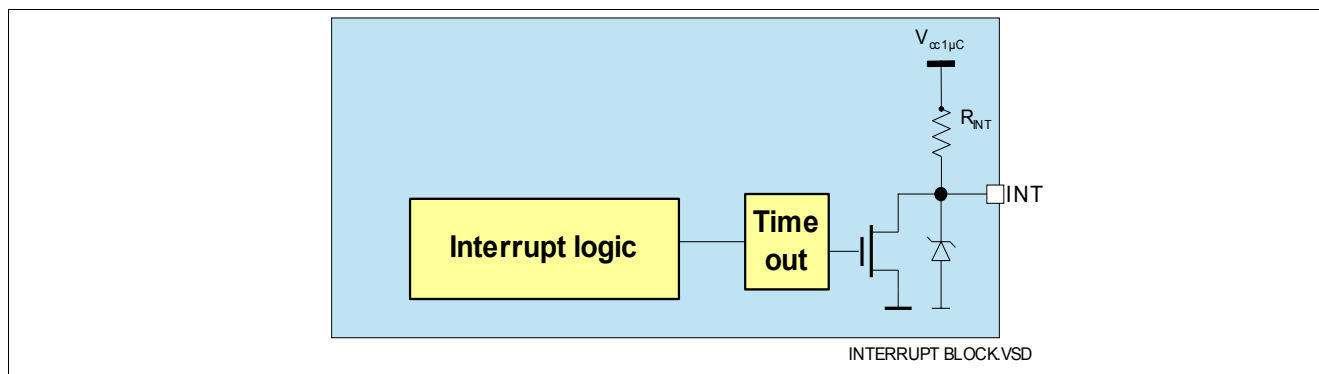 Vcc1µC
RINT
INT
Interrupt logic
Time
out
INTERRUPT BLOCK.VSD